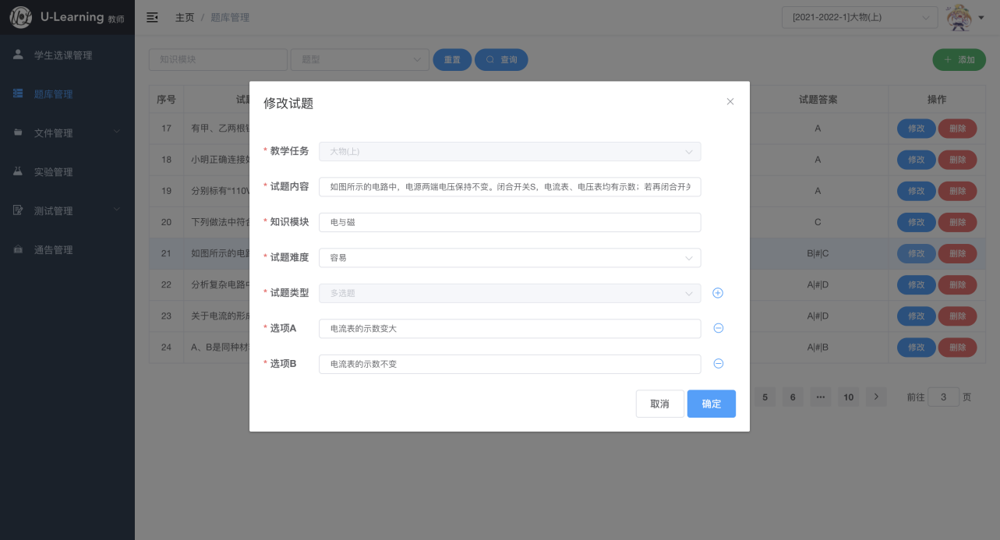 U-Learning 教师
主页 / 题库管理
[2021-2022-1]大物(上)
学生选课管理
题库管理
文件管理
实验管理
测试管理
通告管理
知识模块
题型
重置
查询
添加
序号
试题答案
操作
17
有甲、乙两根
A
修改
删除
18
小明正确连接
A
修改
删除
19
分别标有“110V
A
修改
删除
20
下列做法中符合
C
修改
删除
21
如图所示的电路
B|#|C
修改
删除
22
分析复杂电路中
A|#|D
修改
删除
23
关于电流的形成
A|#|D
修改
删除
24
A、B是同种材
A|#|B
修改
删除
修改试题
* 教学任务
大物(上)
* 试题内容
如图所示的电路中，电源两端电压保持不变。闭合开关S，电流表、电压表均有示数；若再闭合开关
* 知识模块
电与磁
* 试题难度
容易
* 试题类型
多选题
* 选项A
电流表的示数变大
* 选项B
电流表的示数不变
取消
确定
5
6
···
10
前往 3 页